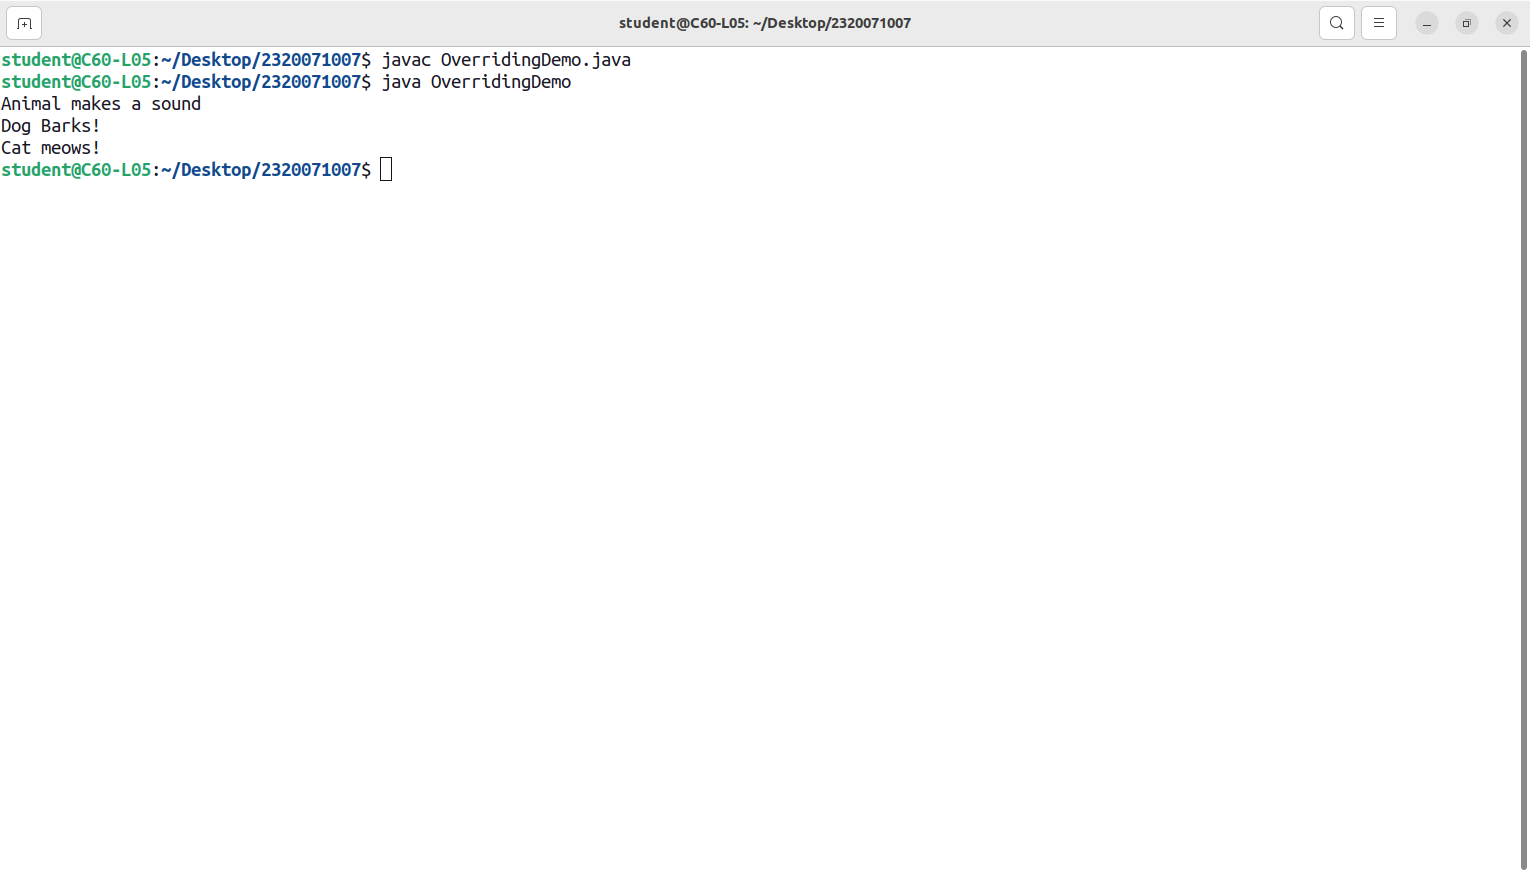 student@C60-L05: ~/Desktop/2320071007
student@C60-L05:~/Desktop/2320071007$ javac OverridingDemo.java
student@C60-L05:~/Desktop/2320071007$ java OverridingDemo
Animal makes a sound
Dog Barks!
Cat meows!
student@C60-L05:~/Desktop/2320071007$